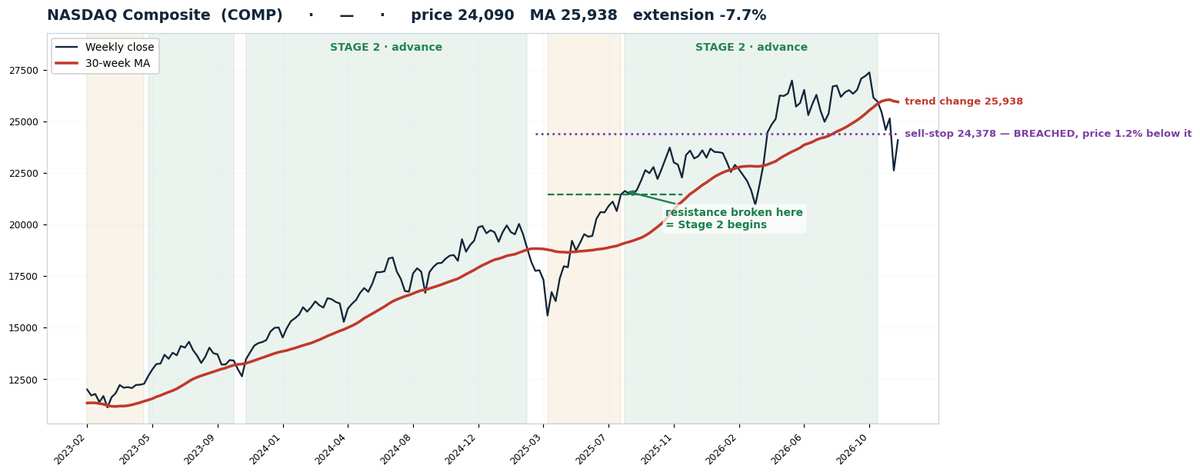 NASDAQ Composite (COMP) · — · price 24,090 MA 25,938 extension -7.7%
Weekly close
30-week MA
STAGE 2 · advance
STAGE 2 · advance
27500
25000
22500
20000
17500
15000
12500
trend change 25,938
sell-stop 24,378 — BREACHED, price 1.2% below it
resistance broken here
= Stage 2 begins
2023-02
2023-05
2023-09
2024-01
2024-04
2024-08
2024-12
2025-03
2025-07
2025-11
2026-02
2026-06
2026-10